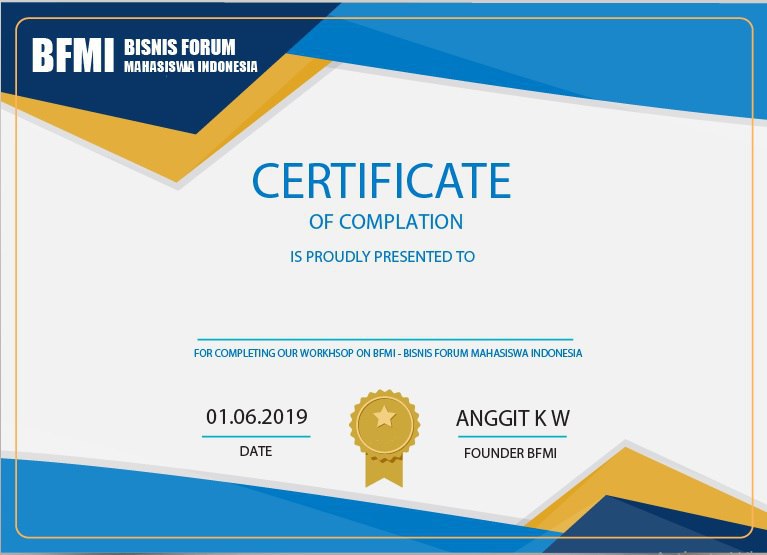 BFMI BISNIS FORUM
MAHASISWA INDONESIA
CERTIFICATE
OF COMPLATION
IS PROUDLY PRESENTED TO
FOR COMPLETING OUR WORKHSOP ON BFMI - BISNIS FORUM MAHASISWA INDONESIA
01.06.2019
DATE
ANGGIT K W
FOUNDER BFMI